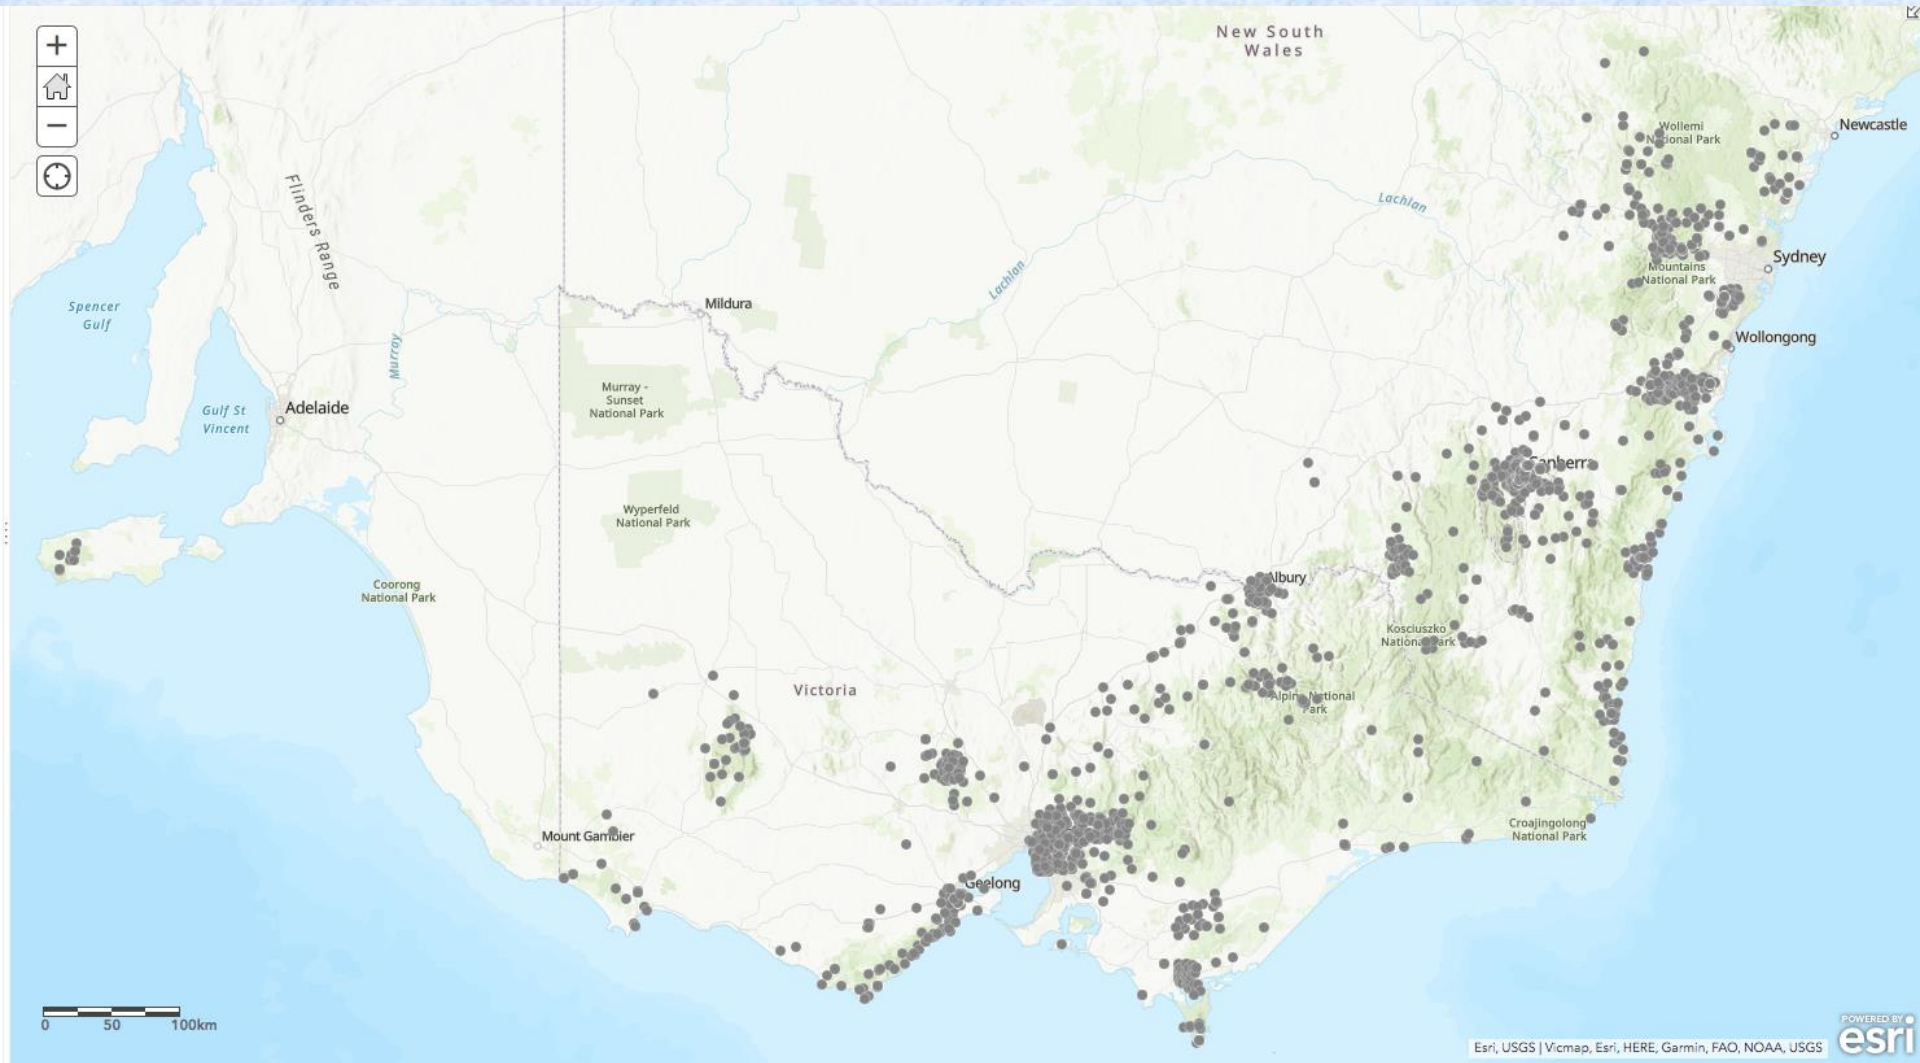 New South
Wales
Newcastle
Wollemi
National Park
Flinders Range
Lachlan
Sydney
Mountains
National Park
Lachlan
Spencer
Gulf
Mildura
Wollongong
Murray
Murray -
Sunset
National Park
Gulf St
Vincent
Adelaide
Canberra
Wyperfeld
National Park
Albury
Coorong
National Park
Kosciuszko
National Park
Victoria
Alpine National
Park
Mount Gambier
Croajingolong
National Park
Geelong
0 50 100km
POWERED BY
esri
Esri, USGS | Vicmap, Esri, HERE, Garmin, FAO, NOAA, USGS